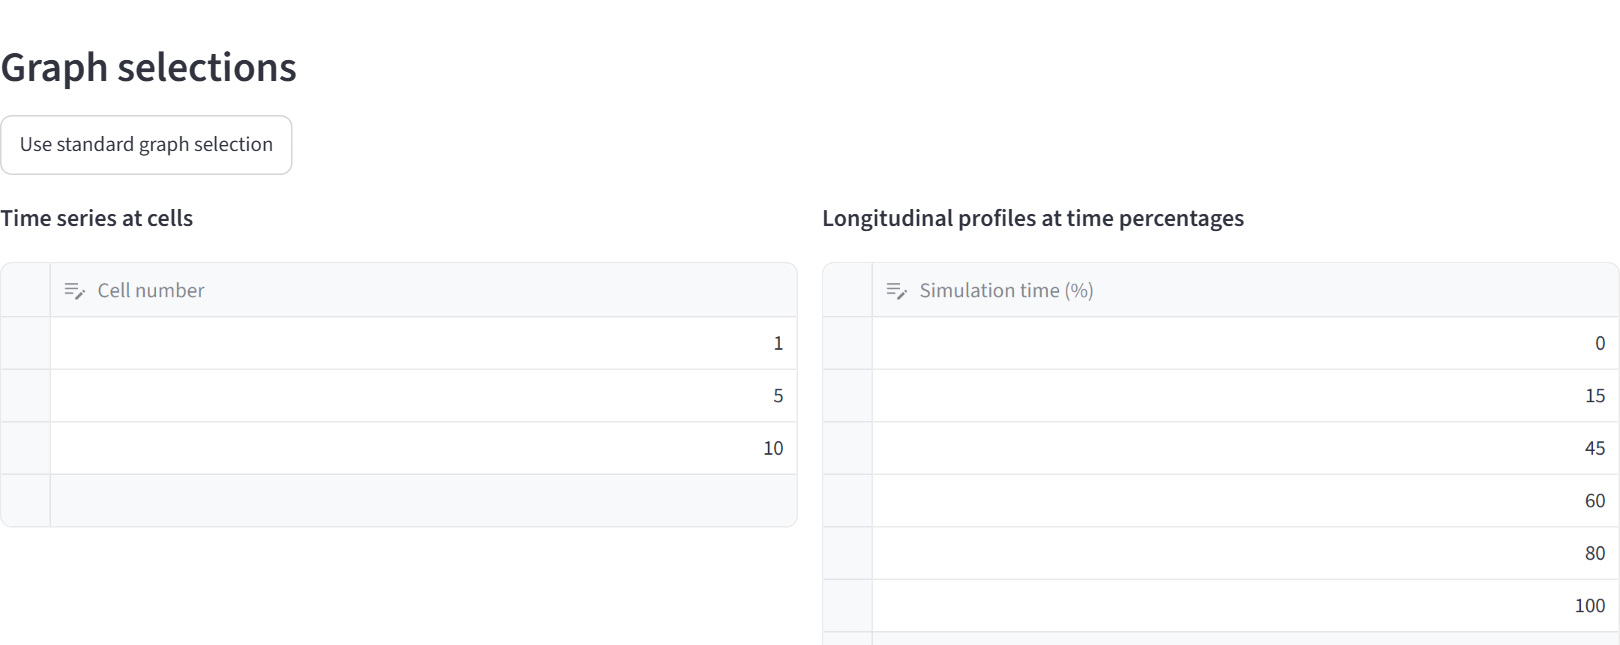 Graph selections
Use standard graph selection
Time series at cells
Cell number
1
5
10
Longitudinal profiles at time percentages
Simulation time (%)
0
15
45
60
80
100